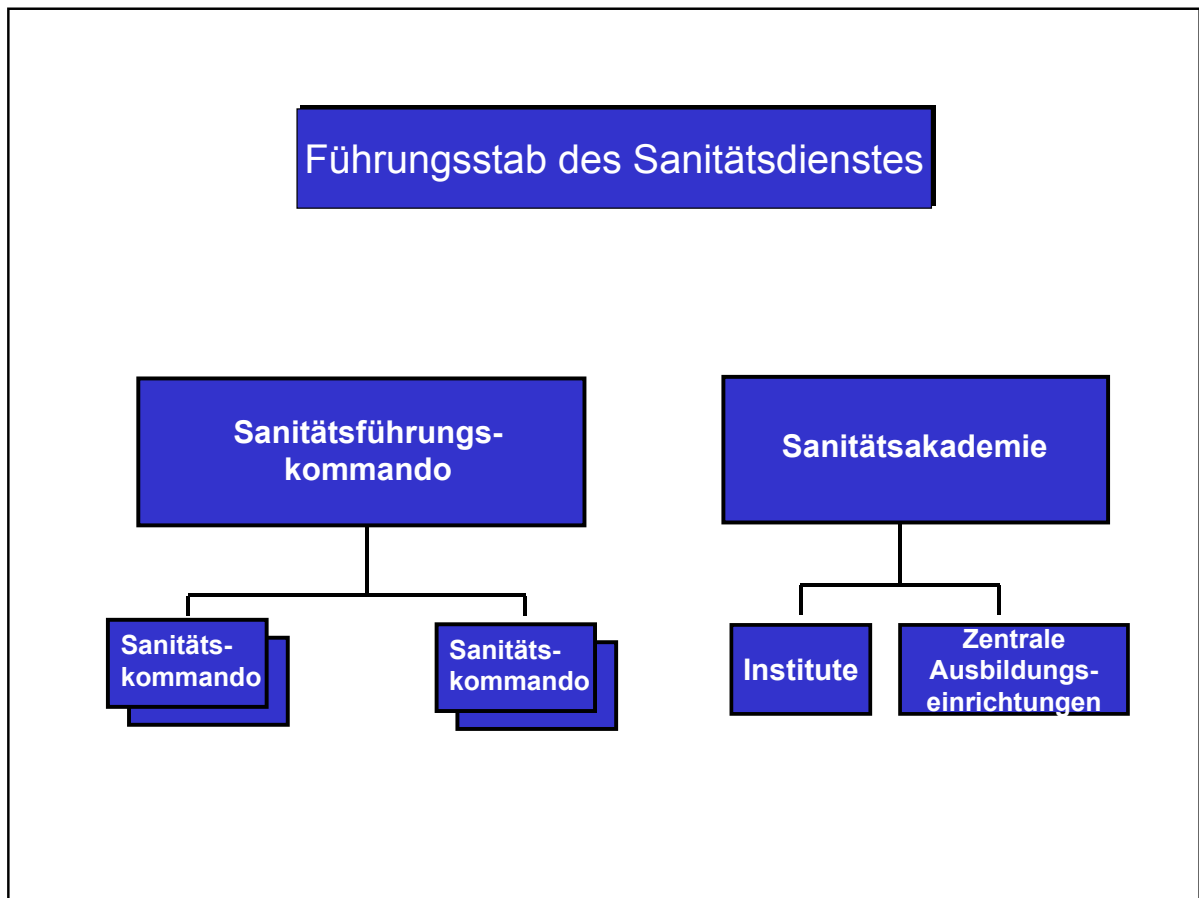 Führungsstab des Sanitätsdienstes
Sanitätsführungs-
kommando
Sanitätsakademie
Sanitäts-
kommando
Sanitäts-
kommando
Institute
Zentrale
Ausbildungs-
einrichtungen